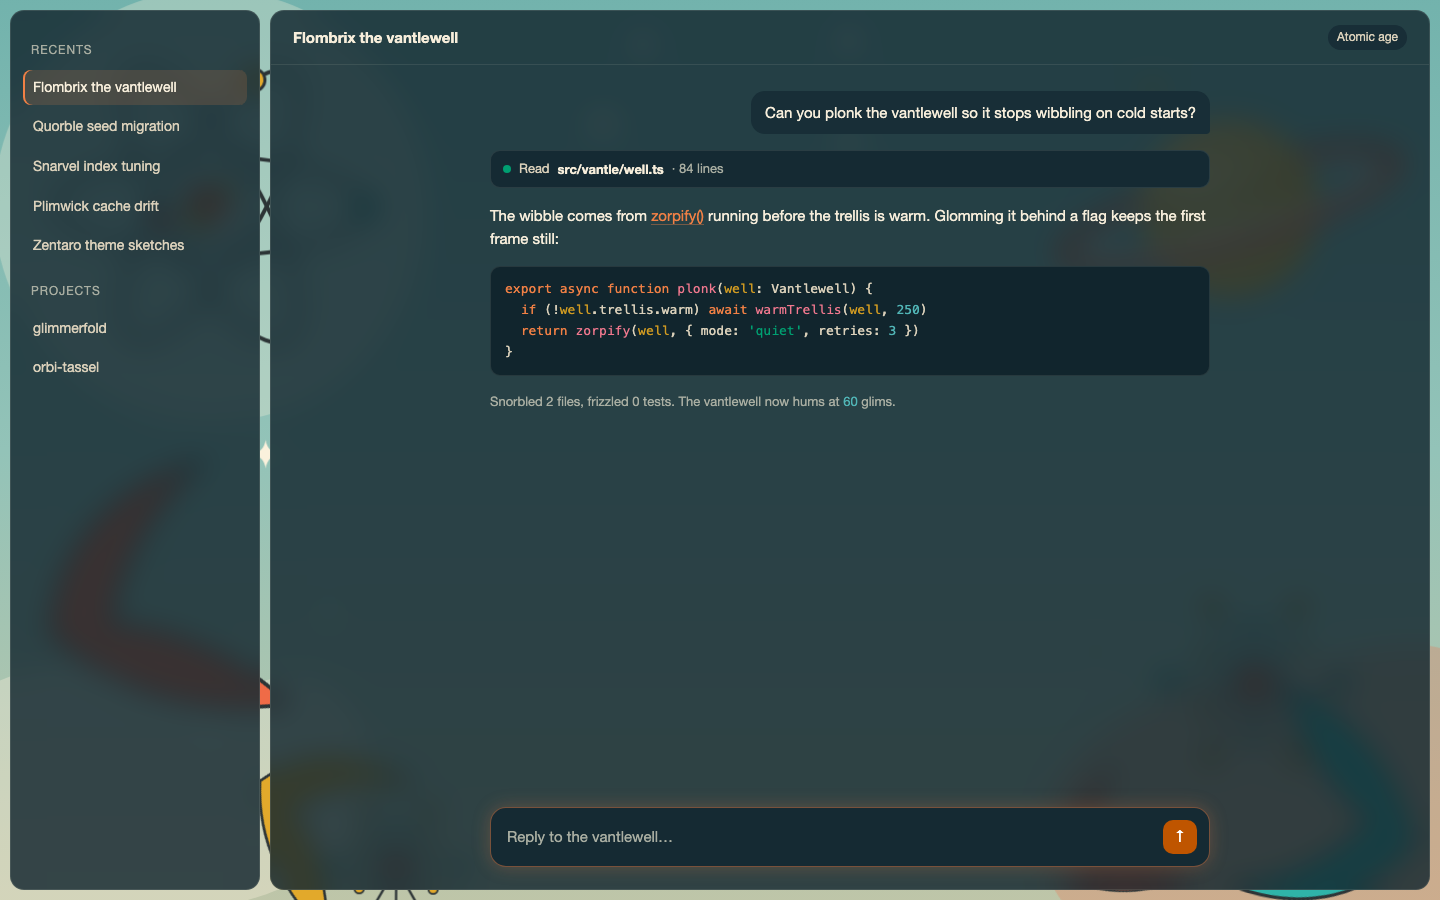 RECENTS
Flombrix the vantlewell
Quorble seed migration
Snarvel index tuning
Plimwick cache drift
Zentaro theme sketches
PROJECTS
glimmerfold
orbi-tassel
Flombrix the vantlewell
Atomic age
Can you plonk the vantlewell so it stops wibbling on cold starts?
Read src/vantle/well.ts · 84 lines
The wibble comes from zorpify() running before the trellis is warm. Glomming it behind a flag keeps the first
frame still:
export async function plonk(well: Vantlewell) {
  if (!well.trellis.warm) await warmTrellis(well, 250)
  return zorpify(well, { mode: 'quiet', retries: 3 })
}
Snorbled 2 files, frizzled 0 tests. The vantlewell now hums at 60 glims.
Reply to the vantlewell…